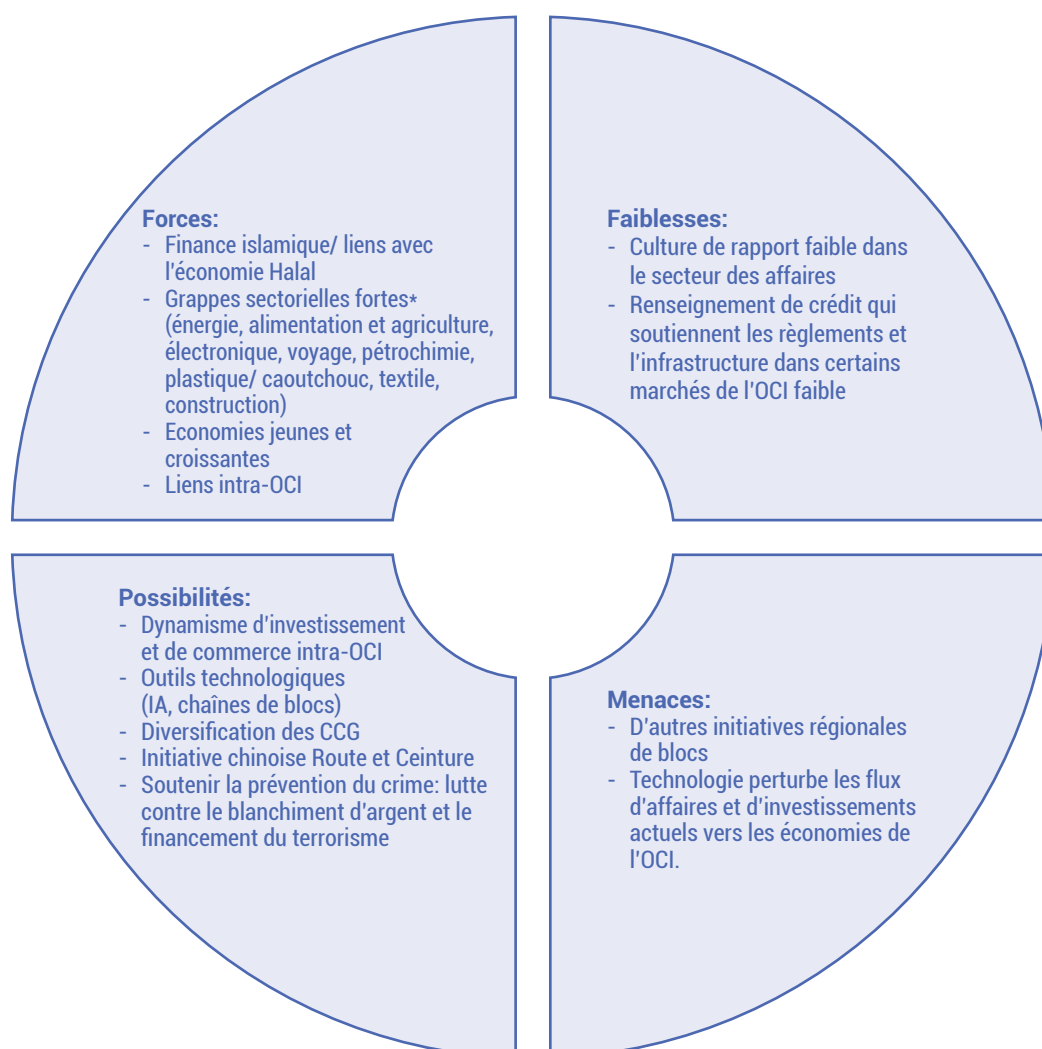 Forces:
- Finance islamique/ liens avec
l'économie Halal
- Grappes sectorielles fortes*
(énergie, alimentation et agriculture,
électronique, voyage, pétrochimie,
plastique/ caoutchouc, textile,
construction)
- Economies jeunes et
croissantes
- Liens intra-OCI
Faiblesses:
- Culture de rapport faible dans
le secteur des affaires
- Renseignement de crédit qui
soutiennent les règlements et
l'infrastructure dans certains
marchés de l'OCI faible
Possibilités:
- Dynamisme d'investissement
et de commerce intra-OCI
- Outils technologiques
(IA, chaînes de blocs)
- Diversification des CCG
- Initiative chinoise Route et Ceinture
- Soutenir la prévention du crime: lutte
contre le blanchiment d'argent et le
financement du terrorisme
Menaces:
- D'autres initiatives régionales
de blocs
- Technologie perturbe les flux
d'affaires et d'investissements
actuels vers les économies de
l'OCI.